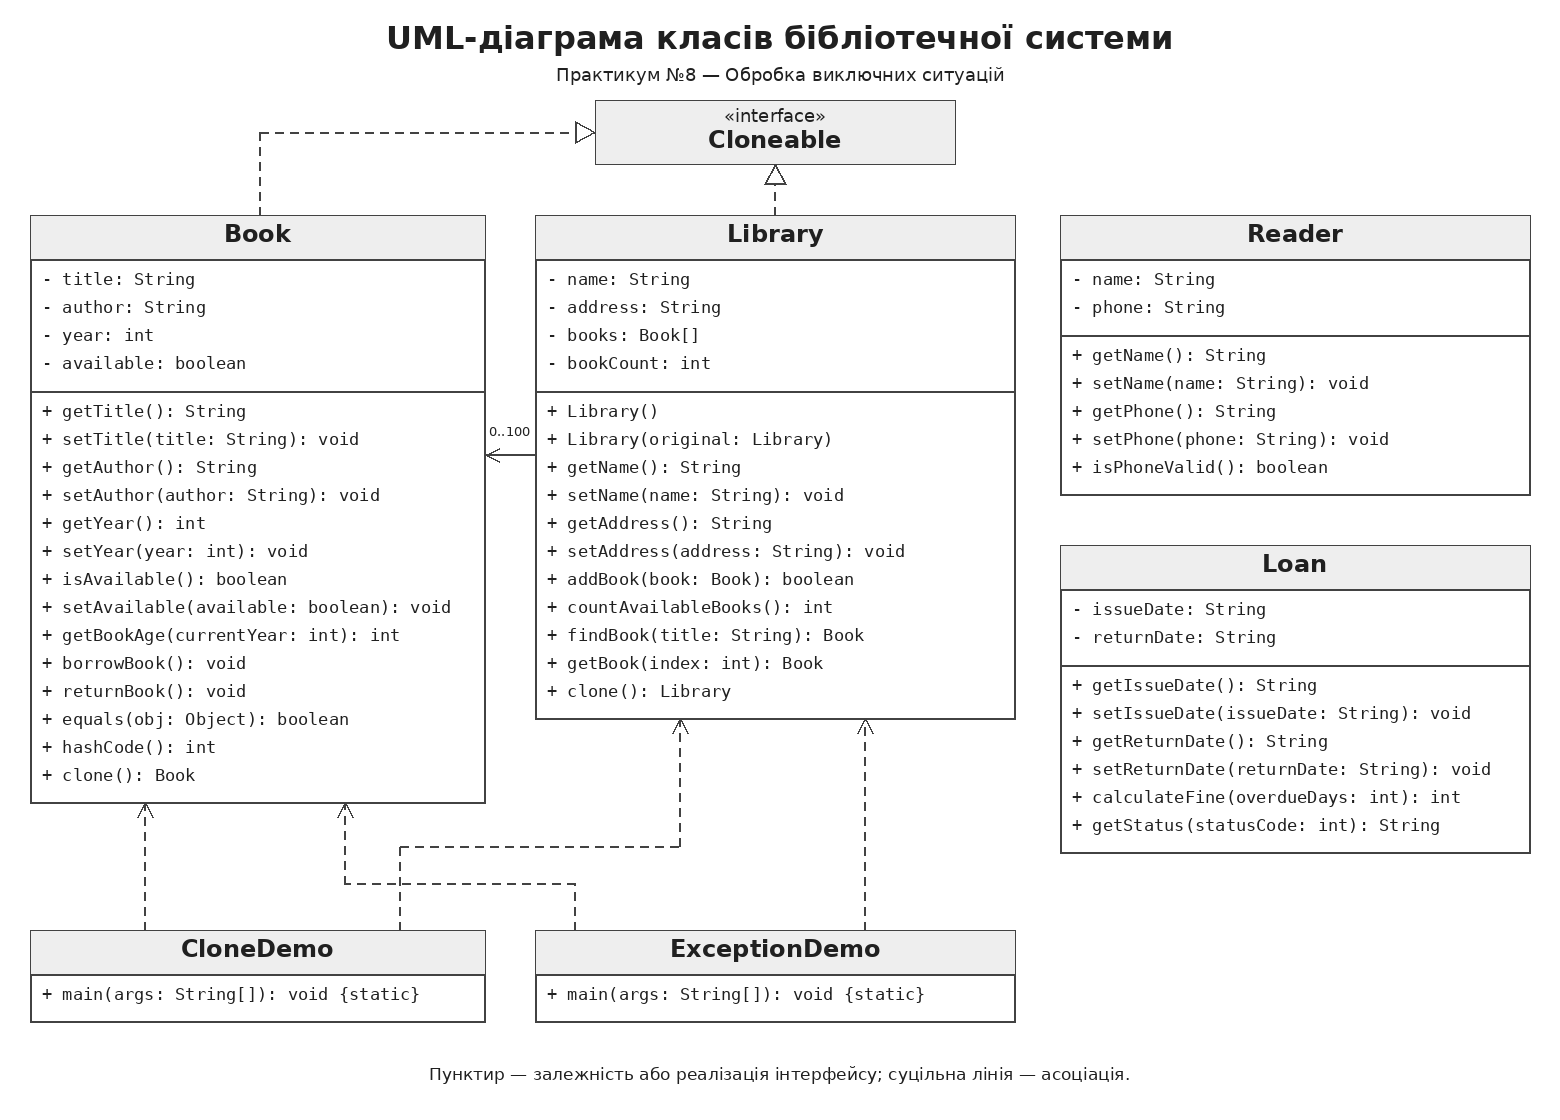 UML-діаграма класів бібліотечної системи
Практикум №8 — Обробка виключних ситуацій
«interface»
Cloneable
Book
- title: String
- author: String
- year: int
- available: boolean
+ getTitle(): String
+ setTitle(title: String): void
+ getAuthor(): String
+ setAuthor(author: String): void
+ getYear(): int
+ setYear(year: int): void
+ isAvailable(): boolean
+ setAvailable(available: boolean): void
+ getBookAge(currentYear: int): int
+ borrowBook(): void
+ returnBook(): void
+ equals(obj: Object): boolean
+ hashCode(): int
+ clone(): Book
0..100
Library
- name: String
- address: String
- books: Book[]
- bookCount: int
+ Library()
+ Library(original: Library)
+ getName(): String
+ setName(name: String): void
+ getAddress(): String
+ setAddress(address: String): void
+ addBook(book: Book): boolean
+ countAvailableBooks(): int
+ findBook(title: String): Book
+ getBook(index: int): Book
+ clone(): Library
Reader
- name: String
- phone: String
+ getName(): String
+ setName(name: String): void
+ getPhone(): String
+ setPhone(phone: String): void
+ isPhoneValid(): boolean
Loan
- issueDate: String
- returnDate: String
+ getIssueDate(): String
+ setIssueDate(issueDate: String): void
+ getReturnDate(): String
+ setReturnDate(returnDate: String): void
+ calculateFine(overdueDays: int): int
+ getStatus(statusCode: int): String
CloneDemo
+ main(args: String[]): void {static}
ExceptionDemo
+ main(args: String[]): void {static}
Пунктир — залежність або реалізація інтерфейсу; суцільна лінія — асоціація.